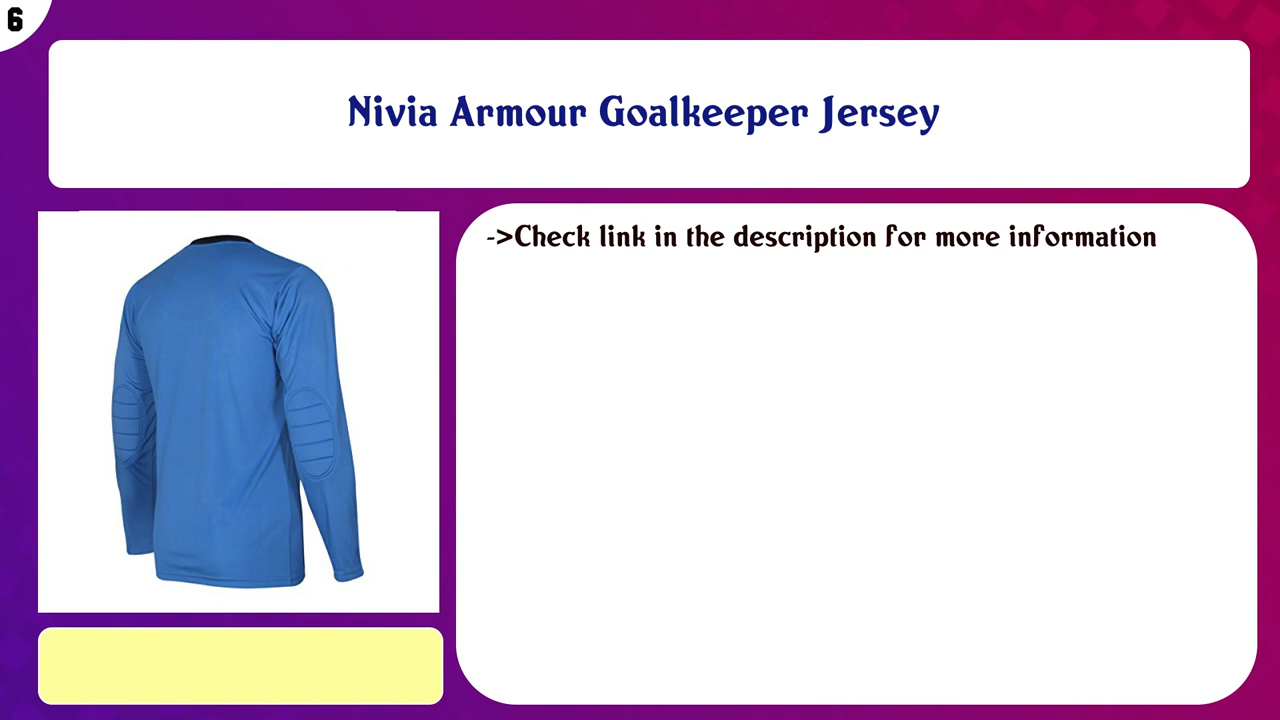 6
Nivia Armour Goalkeeper Jersey
->Check link in the description for more information